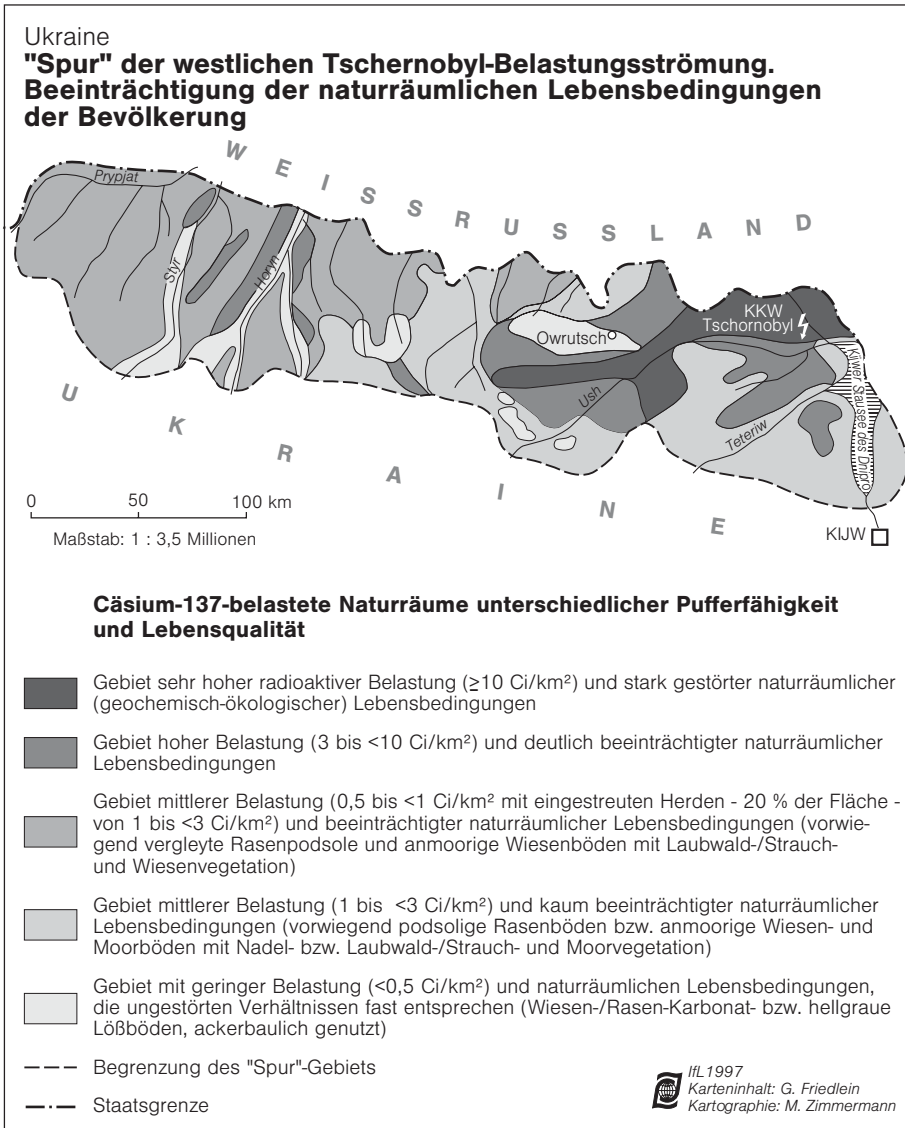 Ukraine
"Spur" der westlichen Tschernobyl-Belastungsströmung.
Beeinträchtigung der naturräumlichen Lebensbedingungen
der Bevölkerung
WEISSRUSSLAND
Prypjat
Styr
Horyn
KKW
Tschornobyl
Owrutsch
Ush
Teteriw
Kijwer Stausee des Dnipro
UKRAINE
0 50 100 km
Maßstab: 1 : 3,5 Millionen
KIJW
Cäsium-137-belastete Naturräume unterschiedlicher Pufferfähigkeit
und Lebensqualität
Gebiet sehr hoher radioaktiver Belastung (≥10 Ci/km²) und stark gestörter naturräumlicher
(geochemisch-ökologischer) Lebensbedingungen
Gebiet hoher Belastung (3 bis <10 Ci/km²) und deutlich beeinträchtigter naturräumlicher
Lebensbedingungen
Gebiet mittlerer Belastung (0,5 bis <1 Ci/km² mit eingestreuten Herden - 20 % der Fläche -
von 1 bis <3 Ci/km²) und beeinträchtigter naturräumlicher Lebensbedingungen (vorwie-
gend vergleyte Rasenpodsole und anmoorige Wiesenböden mit Laubwald-/Strauch-
und Wiesenvegetation)
Gebiet mittlerer Belastung (1 bis <3 Ci/km²) und kaum beeinträchtigter naturräumlicher
Lebensbedingungen (vorwiegend podsolige Rasenböden bzw. anmoorige Wiesen- und
Moorböden mit Nadel- bzw. Laubwald-/Strauch- und Moorvegetation)
Gebiet mit geringer Belastung (<0,5 Ci/km²) und naturräumlichen Lebensbedingungen,
die ungestörten Verhältnissen fast entsprechen (Wiesen-/Rasen-Karbonat- bzw. hellgraue
Lößböden, ackerbaulich genutzt)
Begrenzung des "Spur"-Gebiets
Staatsgrenze
IfL1997
Karteninhalt: G. Friedlein
Kartographie: M. Zimmermann